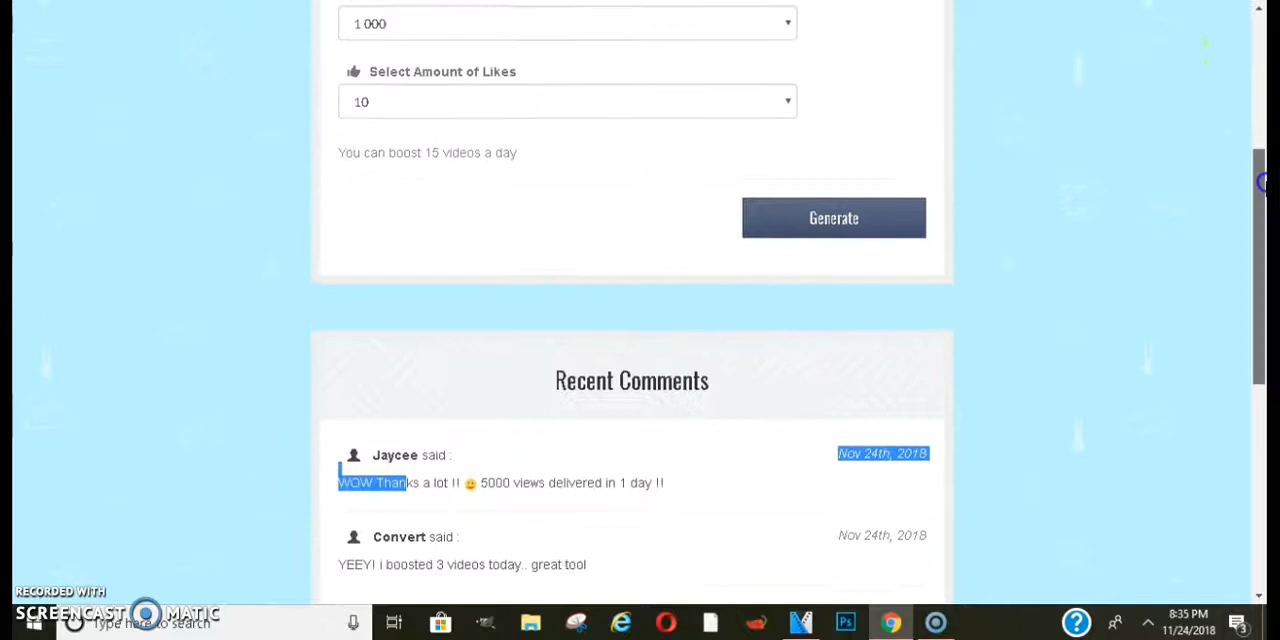 1 000
Select Amount of Likes
10
You can boost 15 videos a day
Generate
Recent Comments
Jaycee said :
Nov 24th, 2018
WOW Thanks a lot !! 5000 views delivered in 1 day !!
Convert said :
Nov 24th, 2018
YEEY! i boosted 3 videos today.. great tool
RECORDED WITH
SCREENCAST MATIC
Type here to search
Ps
8:35 PM
11/24/2018
3